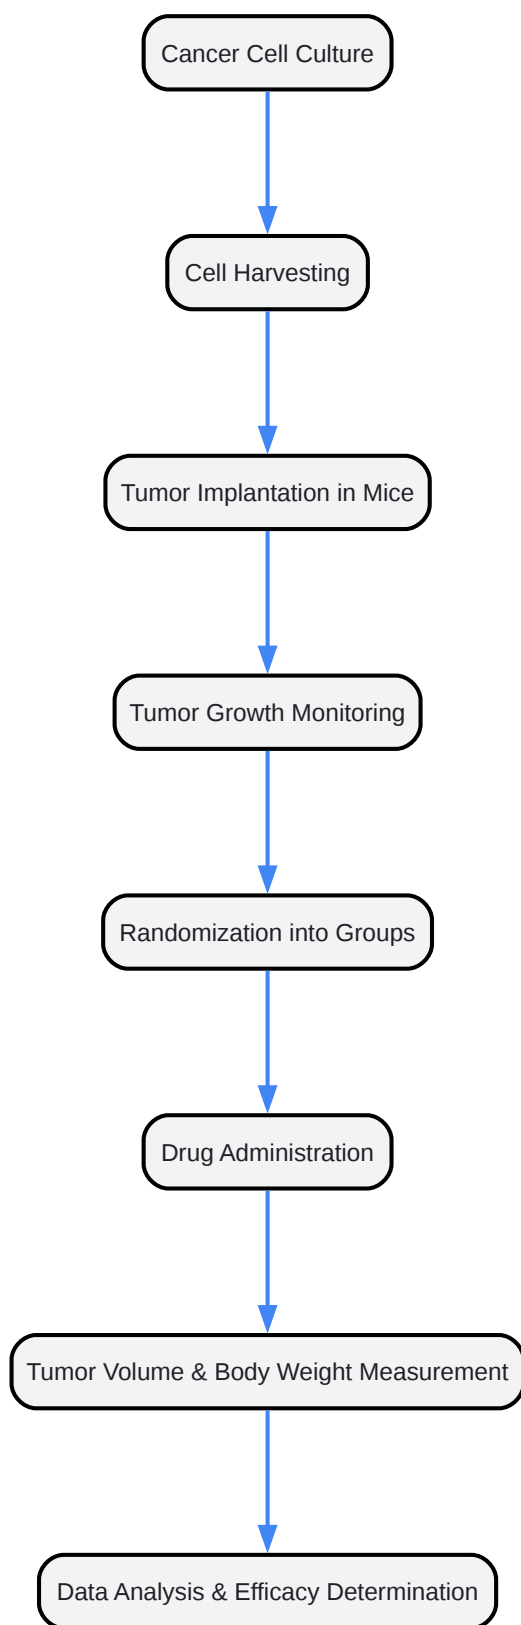 Cancer Cell Culture
Cell Harvesting
Tumor Implantation in Mice
Tumor Growth Monitoring
Randomization into Groups
Drug Administration
Tumor Volume & Body Weight Measurement
Data Analysis & Efficacy Determination